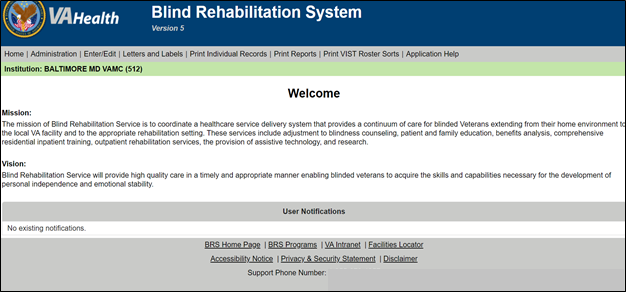 VAHealth
Blind Rehabilitation System
Version 5
Home | Administration | Enter/Edit | Letters and Labels | Print Individual Records | Print Reports | Print VIST Roster Sorts | Application Help
Institution: BALTIMORE MD VAMC (512)
Welcome
Mission:
The mission of Blind Rehabilitation Service is to coordinate a healthcare service delivery system that provides a continuum of care for blinded Veterans extending from their home environment to
the local VA facility and to the appropriate rehabilitation setting. These services include adjustment to blindness counseling, patient and family education, benefits analysis, comprehensive
residential inpatient training, outpatient rehabilitation services, the provision of assistive technology, and research.
Vision:
Blind Rehabilitation Service will provide high quality care in a timely and appropriate manner enabling blinded veterans to acquire the skills and capabilities necessary for the development of
personal independence and emotional stability.
User Notifications
No existing notifications.
BRS Home Page | BRS Programs | VA Intranet | Facilities Locator
Accessibility Notice | Privacy & Security Statement | Disclaimer
Support Phone Number: